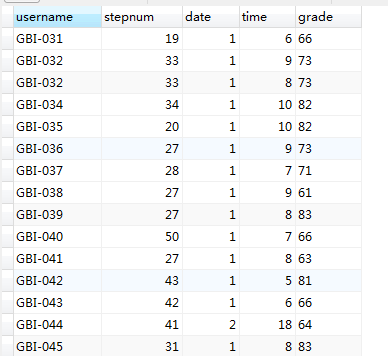 username stepnum date time grade
GBI-031 19 1 6 66
GBI-032 33 1 9 73
GBI-032 33 1 8 73
GBI-034 34 1 10 82
GBI-035 20 1 10 82
GBI-036 27 1 9 73
GBI-037 28 1 7 71
GBI-038 27 1 9 61
GBI-039 27 1 8 83
GBI-040 50 1 7 66
GBI-041 27 1 8 63
GBI-042 43 1 5 81
GBI-043 42 1 6 66
GBI-044 41 2 18 64
GBI-045 31 1 8 83